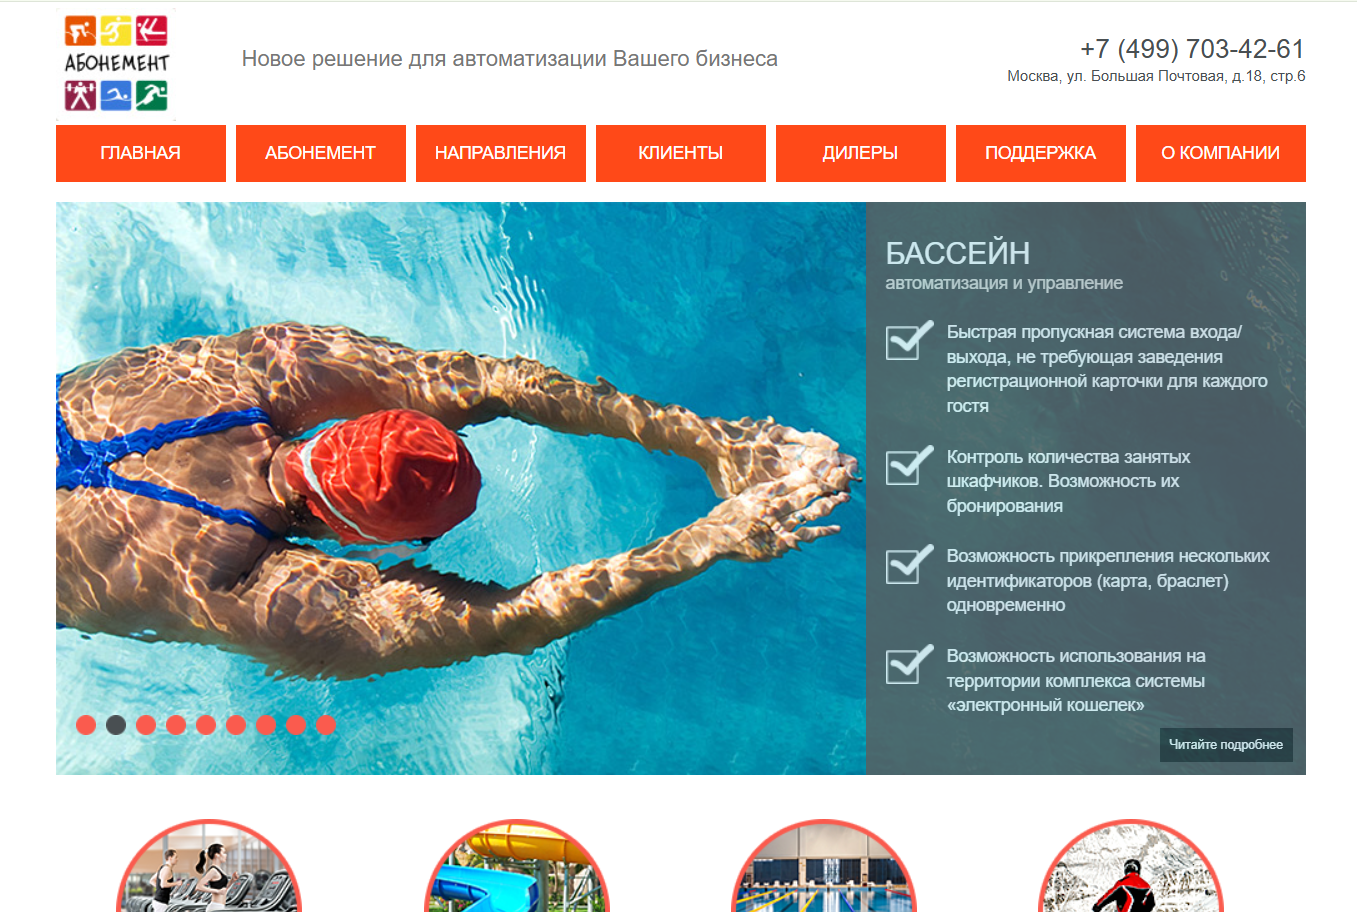 АБОНЕМЕНТ
Новое решение для автоматизации Вашего бизнеса
+7 (499) 703-42-61
Москва, ул. Большая Почтовая, д.18, стр.6
ГЛАВНАЯ
АБОНЕМЕНТ
НАПРАВЛЕНИЯ
КЛИЕНТЫ
ДИЛЕРЫ
ПОДДЕРЖКА
О КОМПАНИИ
БАССЕЙН
автоматизация и управление
Быстрая пропускная система входа/
выхода, не требующая заведения
регистрационной карточки для каждого
гостя
Контроль количества занятых
шкафчиков. Возможность их
бронирования
Возможность прикрепления нескольких
идентификаторов (карта, браслет)
одновременно
Возможность использования на
территории комплекса системы
«электронный кошелек»
Читайте подробнее